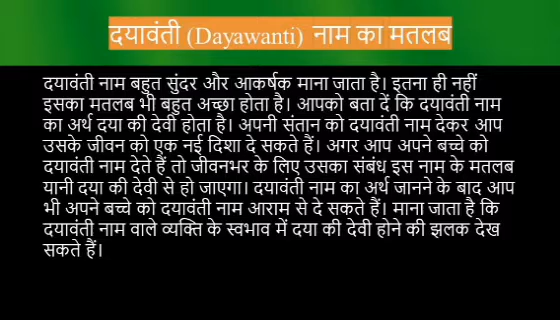 दयावंती (Dayawanti) नाम का मतलब
दयावंती नाम बहुत सुंदर और आकर्षक माना जाता है। इतना ही नहीं
इसका मतलब भी बहुत अच्छा होता है। आपको बता दें कि दयावंती नाम
का अर्थ दया की देवी होता है। अपनी संतान को दयावंती नाम देकर आप
उसके जीवन को एक नई दिशा दे सकते हैं। अगर आप अपने बच्चे को
दयावंती नाम देते हैं तो जीवनभर के लिए उसका संबंध इस नाम के मतलब
यानी दया की देवी से हो जाएगा। दयावंती नाम का अर्थ जानने के बाद आप
भी अपने बच्चे को दयावंती नाम आराम से दे सकते हैं। माना जाता है कि
दयावंती नाम वाले व्यक्ति के स्वभाव में दया की देवी होने की झलक देख
सकते हैं।